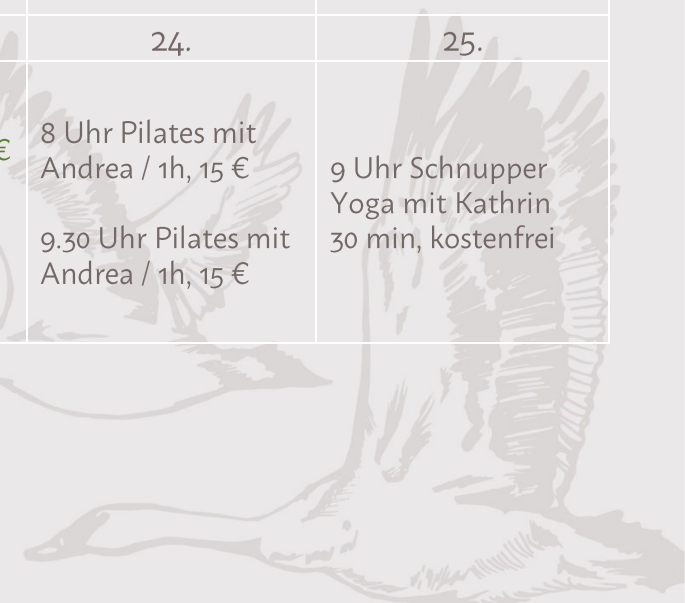 24.
25.
€
8 Uhr Pilates mit
Andrea / 1h, 15 €
9.30 Uhr Pilates mit
Andrea / 1h, 15 €
9 Uhr Schnupper
Yoga mit Kathrin
30 min, kostenfrei